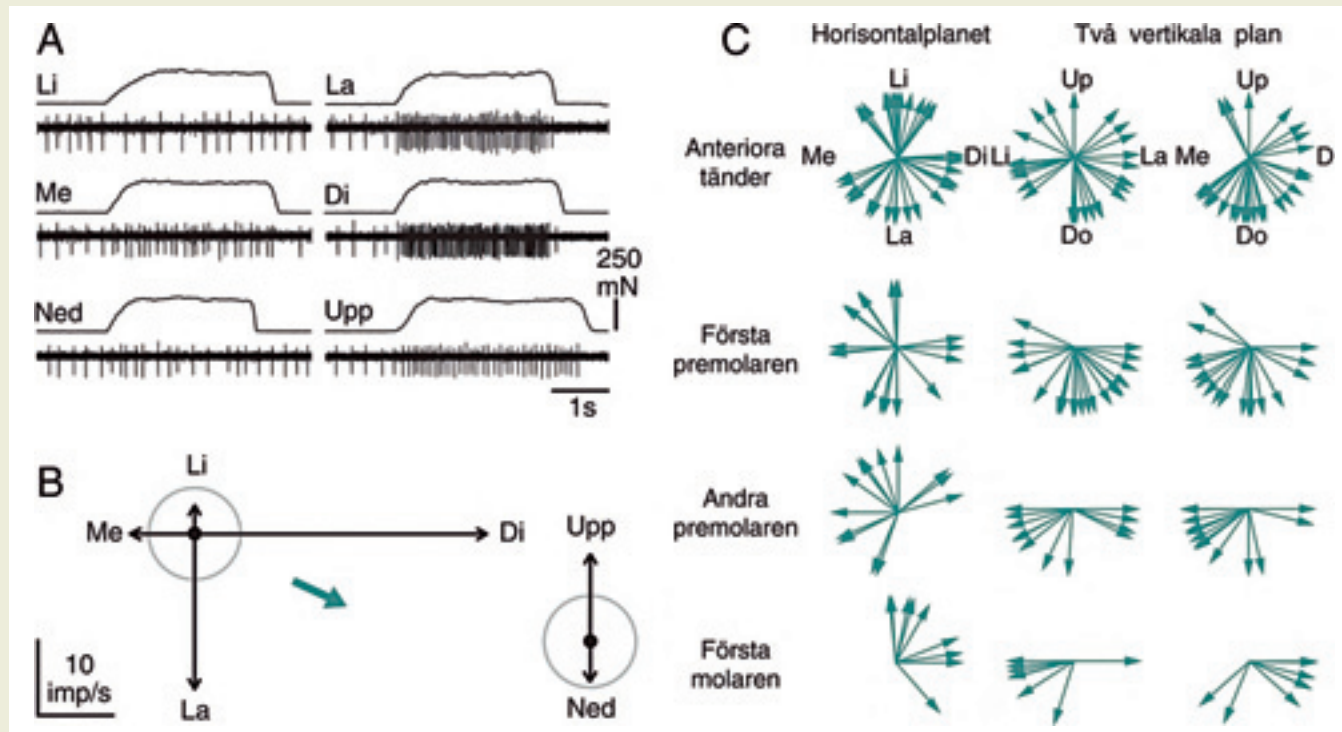 A
Li
La
Me
Di
250
mN
Ned
Upp
1s
B
Li
Me
Di
La
10
imp/s
Upp
Ned
C
Horisontalplanet
Två vertikala plan
Li
Up
Up
Anteriora
tänder
Me
Di
Li
La
Me
D
La
Do
Do
Första
premolaren
Andra
premolaren
Första
molaren